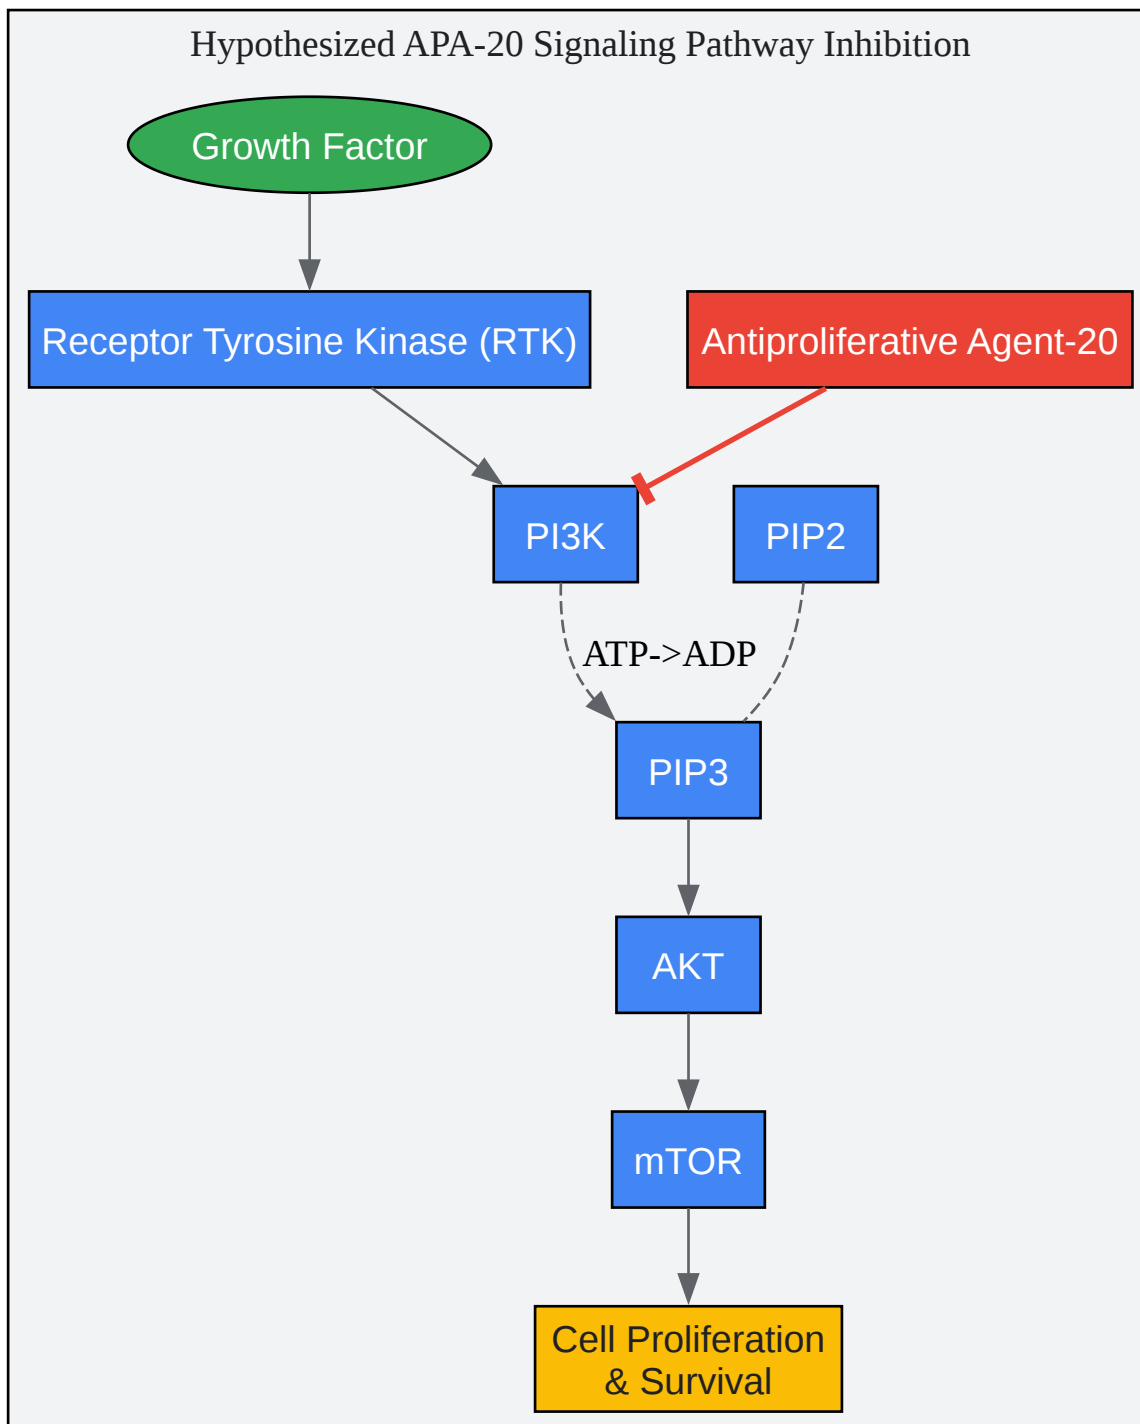 Hypothesized APA-20 Signaling Pathway Inhibition
Growth Factor
Receptor Tyrosine Kinase (RTK)
Antiproliferative Agent-20
PI3K
PIP2
ATP->ADP
PIP3
AKT
mTOR
Cell Proliferation
& Survival